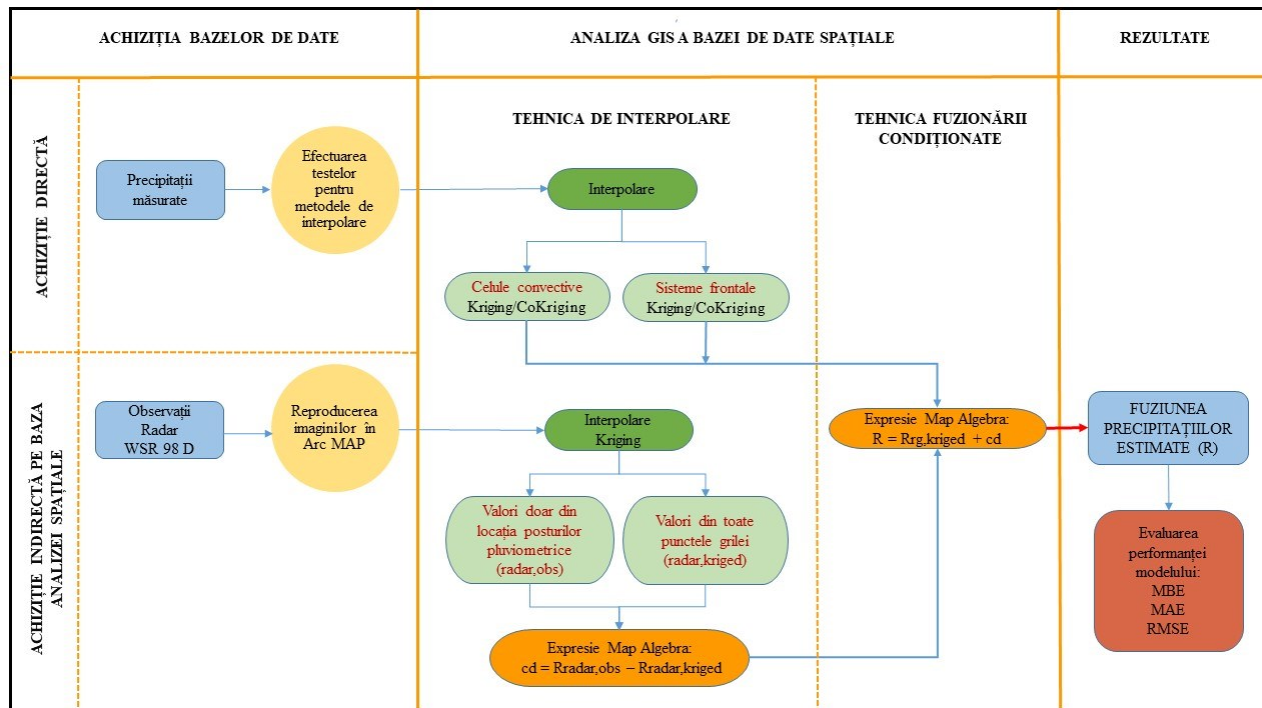 ACHIZIȚIA BAZELOR DE DATE
ANALIZA GIS A BAZEI DE DATE SPAȚIALE
REZULTATE
ACHIZIȚIE DIRECTĂ
Precipitații
măsurate
Efectuarea
testelor
pentru
metodele de
interpolare
TEHNICA DE INTERPOLARE
Interpolare
Celule convective
Kriging/CoKriging
Sisteme frontale
Kriging/CoKriging
TEHNICA FUZIONĂRII
CONDIȚIONATE
ACHIZIȚIE INDIRECTĂ PE BAZA
ANALIZEI SPAȚIALE
Observații
Radar
WSR 98 D
Reproducerea
imaginilor în
Arc MAP
Interpolare
Kriging
Valori doar din
locația posturilor
pluviometrice
(radar,obs)
Valori din toate
punctele grilei
(radar,kriged)
Expresie Map Algebra:
cd = Rradar,obs – Rradar,kriged
Expresie Map Algebra:
R = Rrg,kriged + cd
FUZIUNEA
PRECIPITAȚIILOR
ESTIMATE (R)
Evaluarea
performanței
modelului:
MBE
MAE
RMSE